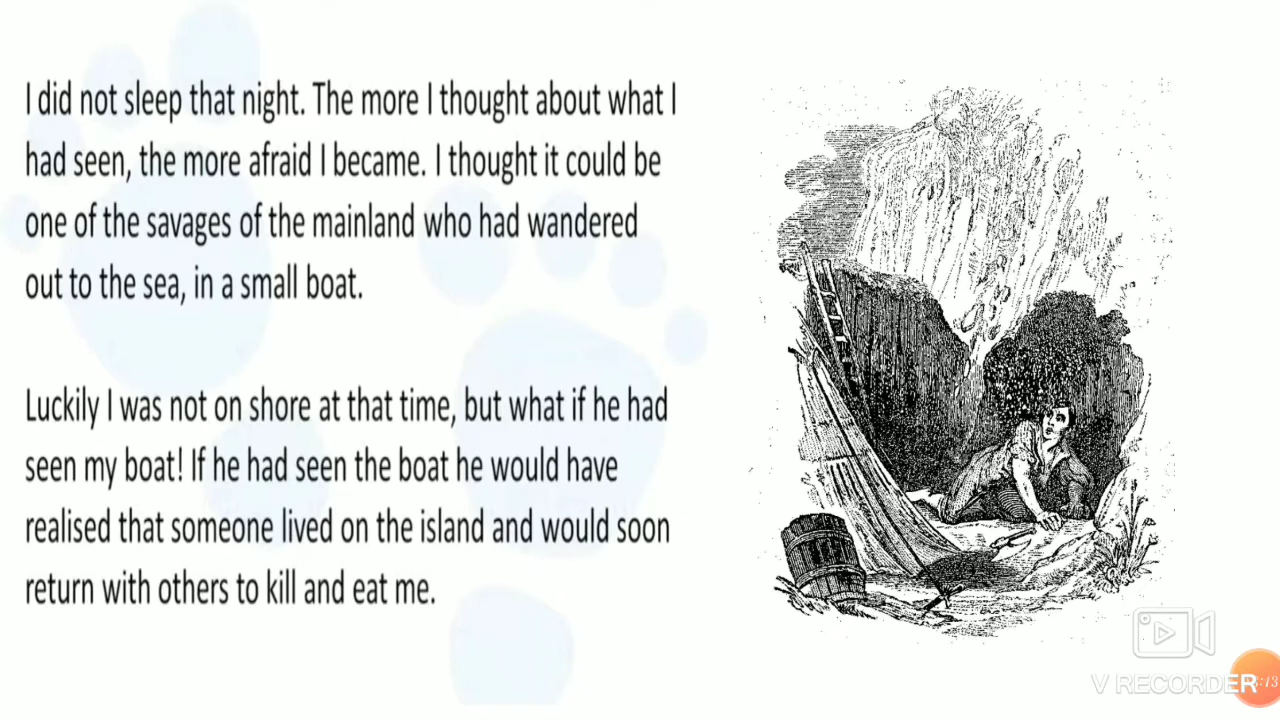 I did not sleep that night. The more I thought about what I
had seen, the more afraid I became. I thought it could be
one of the savages of the mainland who had wandered
out to the sea, in a small boat.
Luckily I was not on shore at that time, but what if he had
seen my boat! If he had seen the boat he would have
realised that someone lived on the island and would soon
return with others to kill and eat me.
V RECORDER